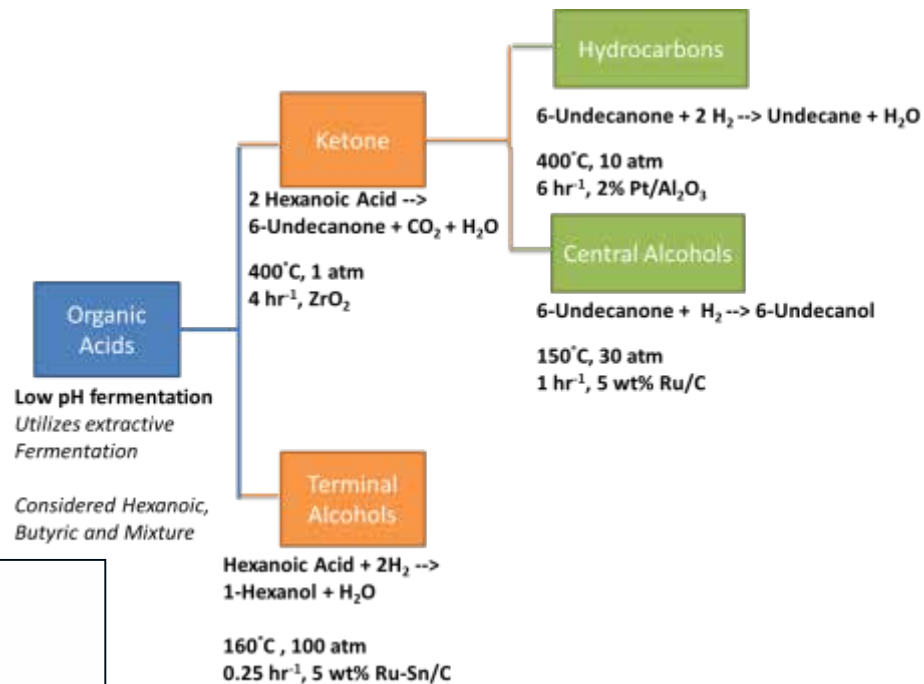 Hydrocarbons
6-Undecanone + 2 H₂ --> Undecane + H₂O
400°C, 10 atm
6 hr⁻¹, 2% Pt/Al₂O₃
Ketone
2 Hexanoic Acid -->
6-Undecanone + CO₂ + H₂O
400°C, 1 atm
4 hr⁻¹, ZrO₂
Central Alcohols
6-Undecanone + H₂ --> 6-Undecanol
150°C, 30 atm
1 hr⁻¹, 5 wt% Ru/C
Organic
Acids
Low pH fermentation
Utilizes extractive
Fermentation
Considered Hexanoic,
Butyric and Mixture
Terminal
Alcohols
Hexanoic Acid + 2H₂ -->
1-Hexanol + H₂O
160°C , 100 atm
0.25 hr⁻¹, 5 wt% Ru-Sn/C